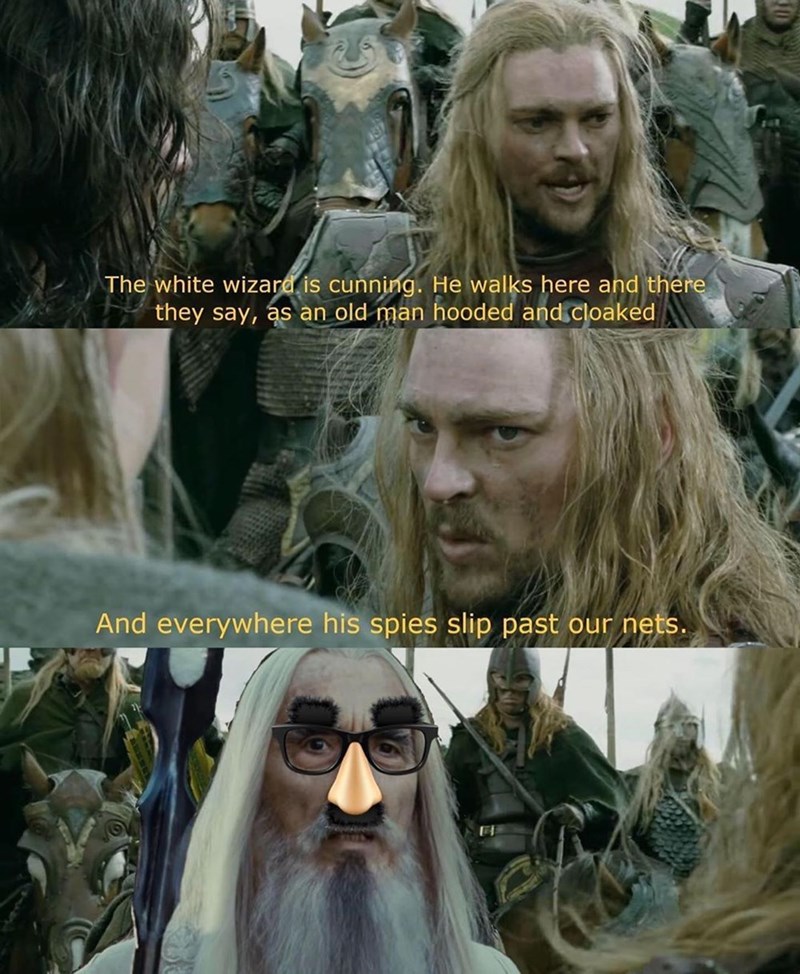 The white wizard is cunning. He walks here and there
they say, as an old man hooded and cloaked
And everywhere his spies slip past our nets.